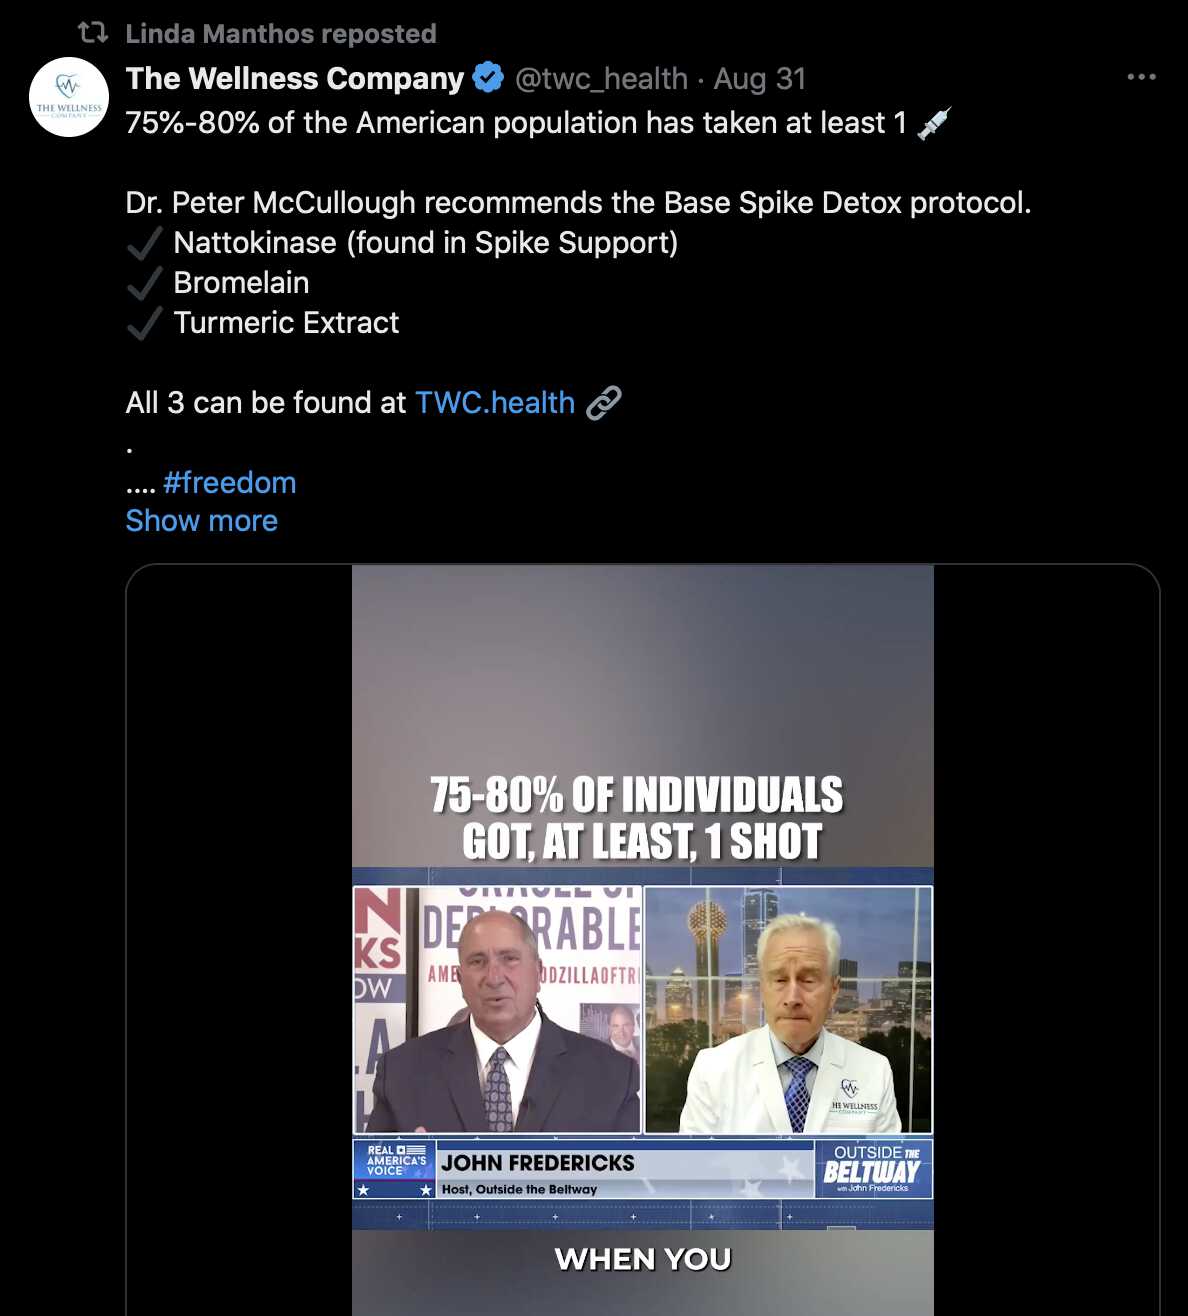 Linda Manthos reposted
The Wellness Company @twc_health · Aug 31
75%-80% of the American population has taken at least 1
Dr. Peter McCullough recommends the Base Spike Detox protocol.
Nattokinase (found in Spike Support)
Bromelain
Turmeric Extract
All 3 can be found at TWC.health
.
.... #freedom
Show more
THE WELLNESS
COMPANY
75-80% OF INDIVIDUALS
GOT, AT LEAST, 1 SHOT
N
KS
OW
DE RABLE
AME ODZILLAOFTR
HE WELLNESS
COMPANY
REAL
AMERICA'S
VOICE
JOHN FREDERICKS
Host, Outside the Beltway
OUTSIDE THE
BELTWAY
with John Fredericks
WHEN YOU